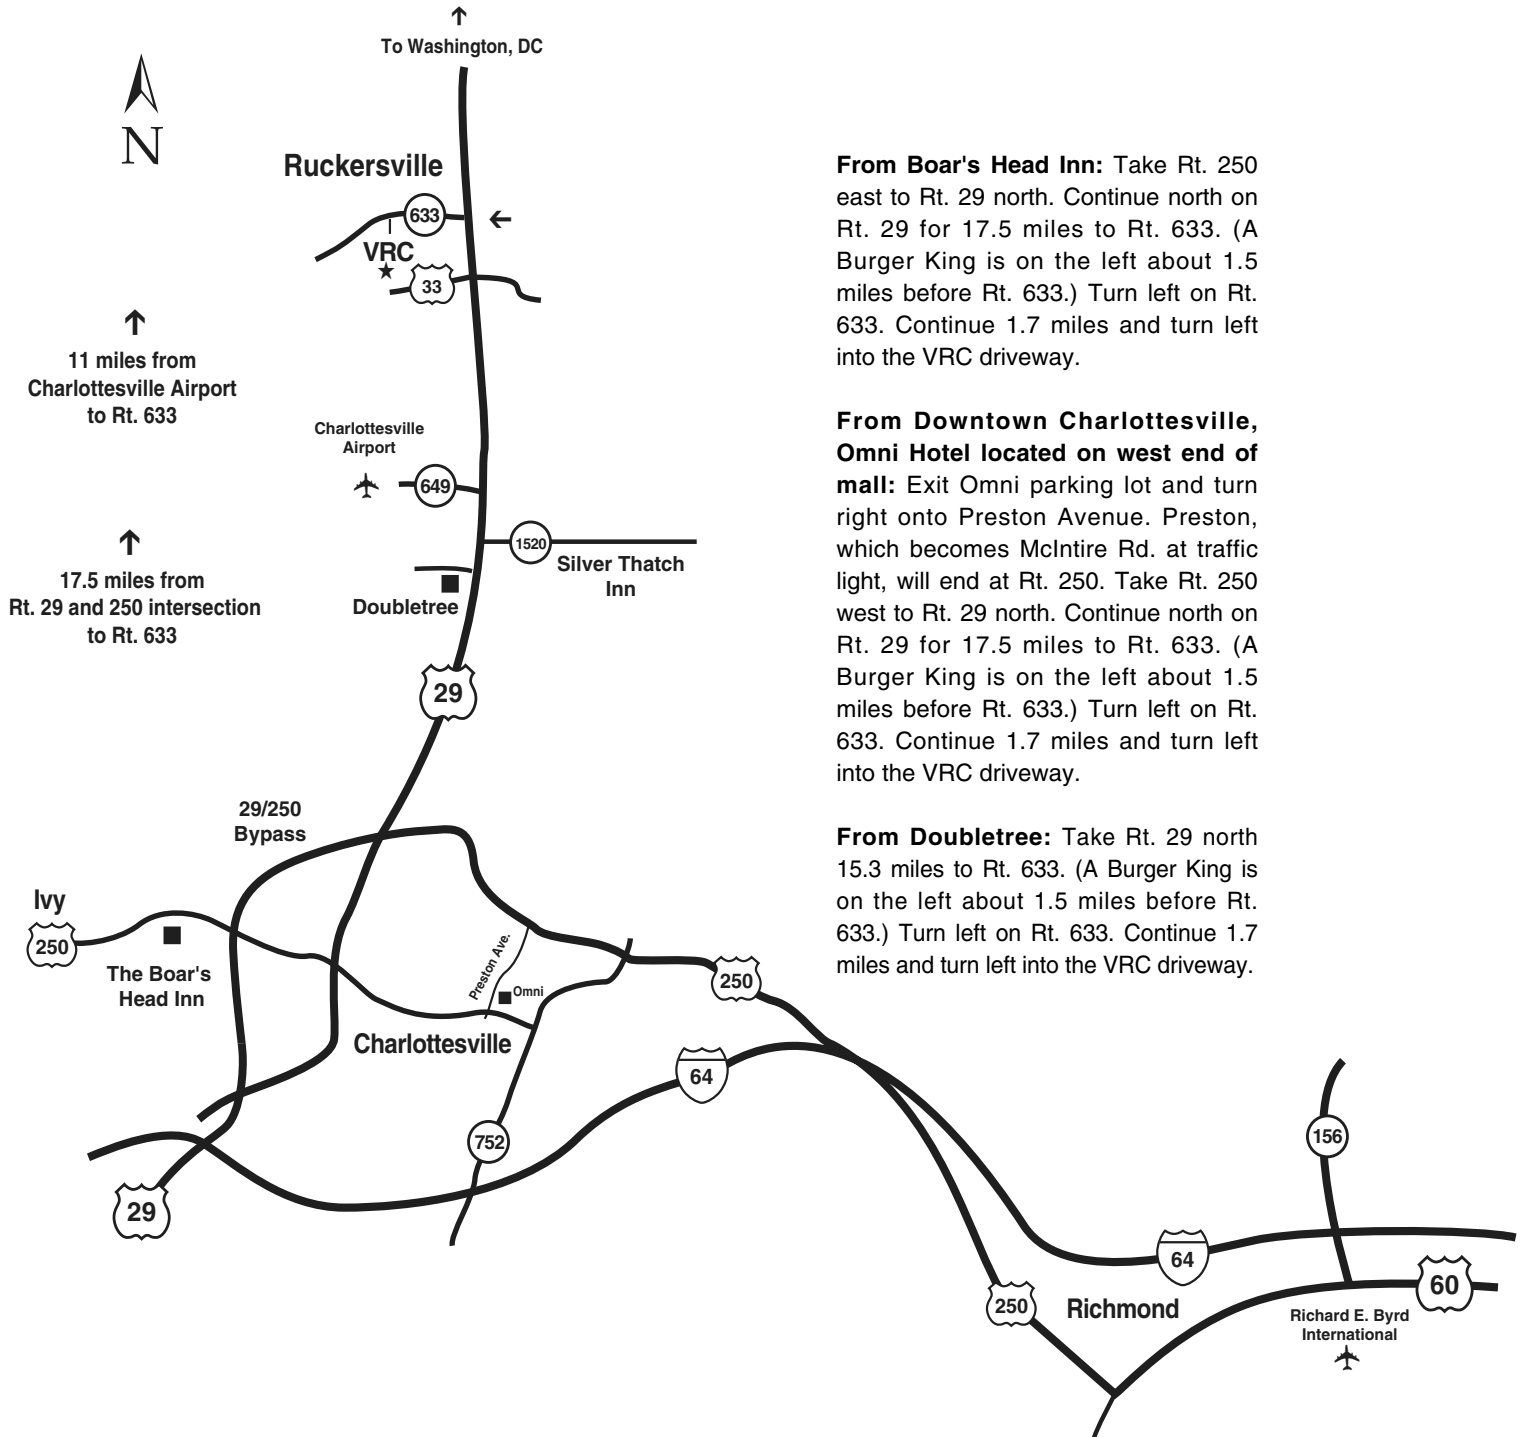 To Washington, DC
N
Ruckersville
633
VRC
33
11 miles from
Charlottesville Airport
to Rt. 633
Charlottesville
Airport
649
1520
Silver Thatch
Inn
17.5 miles from
Rt. 29 and 250 intersection
to Rt. 633
Doubletree
29
29/250
Bypass
Ivy
250
The Boar's
Head Inn
Preston Ave.
Omni
250
Charlottesville
64
752
29
156
64
60
250
Richmond
Richard E. Byrd
International
From Boar's Head Inn: Take Rt. 250
east to Rt. 29 north. Continue north on
Rt. 29 for 17.5 miles to Rt. 633. (A
Burger King is on the left about 1.5
miles before Rt. 633.) Turn left on Rt.
633. Continue 1.7 miles and turn left
into the VRC driveway.
From Downtown Charlottesville,
Omni Hotel located on west end of
mall: Exit Omni parking lot and turn
right onto Preston Avenue. Preston,
which becomes McIntire Rd. at traffic
light, will end at Rt. 250. Take Rt. 250
west to Rt. 29 north. Continue north on
Rt. 29 for 17.5 miles to Rt. 633. (A
Burger King is on the left about 1.5
miles before Rt. 633.) Turn left on Rt.
633. Continue 1.7 miles and turn left
into the VRC driveway.
From Doubletree: Take Rt. 29 north
15.3 miles to Rt. 633. (A Burger King is
on the left about 1.5 miles before Rt.
633.) Turn left on Rt. 633. Continue 1.7
miles and turn left into the VRC driveway.